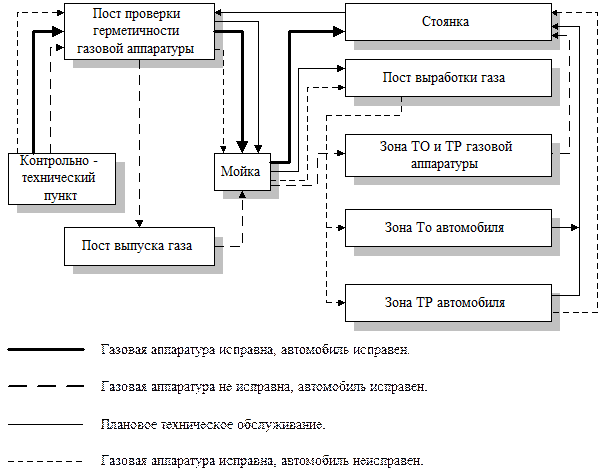 Пост проверки
герметичности
газовой аппаратуры
Стоянка
Пост выработки газа
Контрольно -
технический
пункт
Мойка
Зона ТО и ТР газовой
аппаратуры
Пост выпуска газа
Зона То автомобиля
Зона ТР автомобиля
Газовая аппаратура исправна, автомобиль исправен.
Газовая аппаратура не исправна, автомобиль исправен.
Плановое техническое обслуживание.
Газовая аппаратура исправна, автомобиль неисправен.